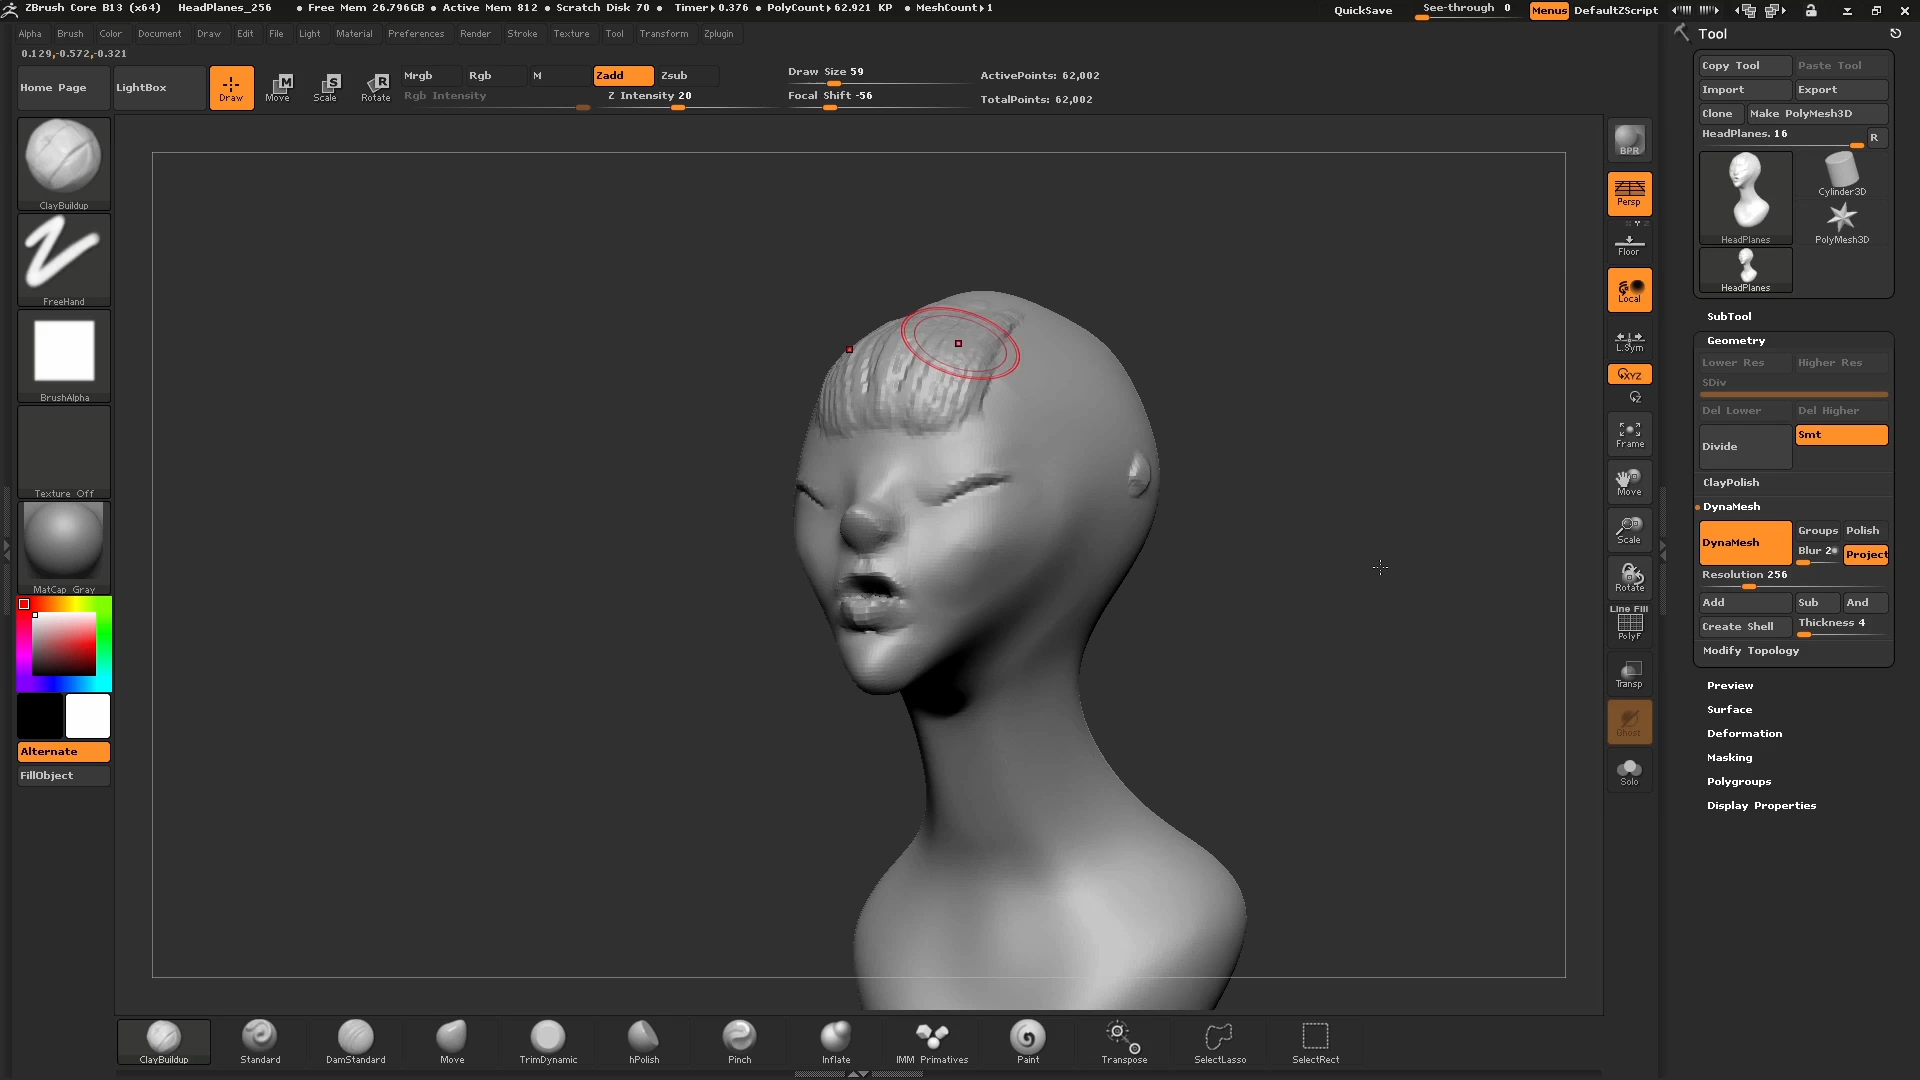 ZBrush Core B13 (x64) HeadPlanes_256 • Free Mem 26.796GB • Active Mem 812 • Scratch Disk 70 • Timer▸0.376 • PolyCount▸62.921 KP • MeshCount▸1 QuickSave See-through 0 Menus DefaultZScript
Alpha Brush Color Document Draw Edit File Light Material Preferences Render Stroke Texture Tool Transform Zplugin
0.129,-0.572,-0.321
Home Page LightBox Draw Move Scale Rotate
Mrgb Rgb M Zadd Zsub
Rgb Intensity Z Intensity 20
Draw Size 59
Focal Shift -56
ActivePoints: 62,002
TotalPoints: 62,002
ClayBuildup
FreeHand
BrushAlpha
Texture Off
MatCap Gray
Alternate
FillObject
BPR
Persp
Floor
Local
L.Sym
XYZ
Frame
Move
Scale
Rotate
Line Fill
PolyF
Transp
Ghost
Solo
Tool
Copy Tool Paste Tool
Import Export
Clone Make PolyMesh3D
HeadPlanes. 16 R
HeadPlanes Cylinder3D PolyMesh3D
HeadPlanes
SubTool
Geometry
Lower Res Higher Res
SDiv
Del Lower Del Higher
Divide Smt
ClayPolish
DynaMesh
DynaMesh Groups Polish
Blur 2 Project
Resolution 256
Add Sub And
Create Shell Thickness 4
Modify Topology
Preview
Surface
Deformation
Masking
Polygroups
Display Properties
ClayBuildup Standard DamStandard Move TrimDynamic hPolish Pinch Inflate IMM Primitives Paint Transpose SelectLasso SelectRect